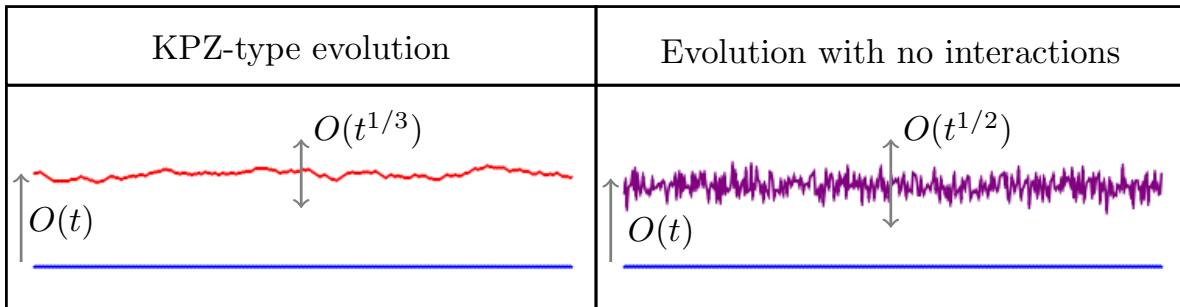 KPZ-type evolution
Evolution with no interactions
O(t^{1/3})
O(t)
O(t^{1/2})
O(t)